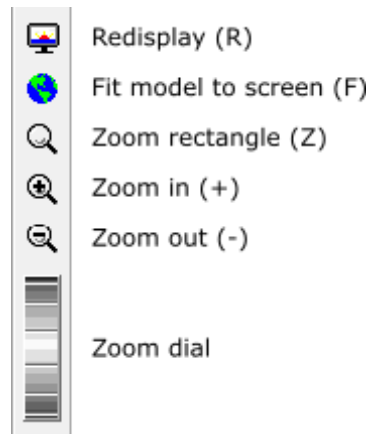 Redisplay (R)
Fit model to screen (F)
Zoom rectangle (Z)
Zoom in (+)
Zoom out (-)
Zoom dial